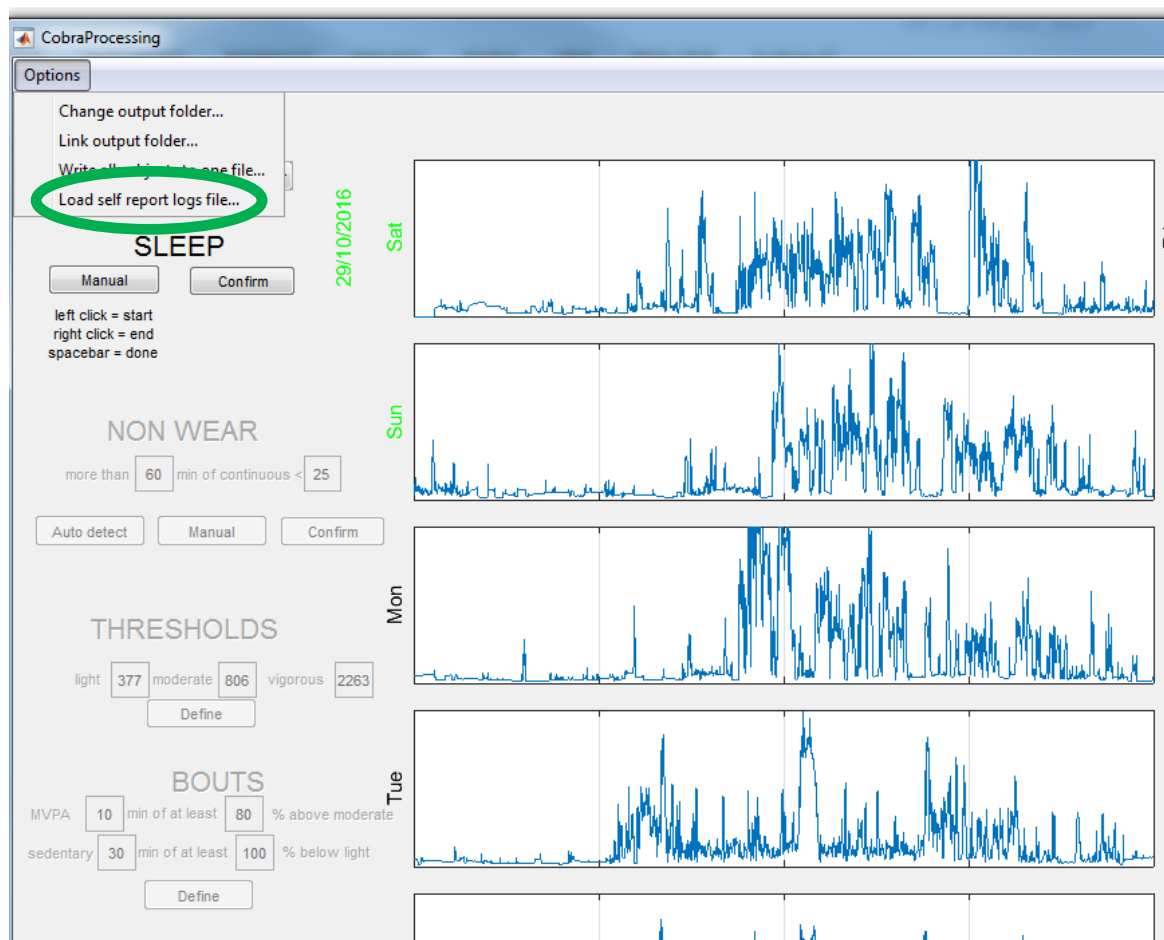 CobraProcessing
Options
Change output folder...
Link output folder...
to one file...
Load self report logs file...
SLEEP
Manual Confirm
left click = start
right click = end
spacebar = done
29/10/2016
Sat
NON WEAR
more than 60 min of continuous < 25
Auto detect Manual Confirm
Sun
THRESHOLDS
light 377 moderate 806 vigorous 2263
Define
Mon
BOUTS
MVPA 10 min of at least 80 % above moderate
sedentary 30 min of at least 100 % below light
Define
Tue